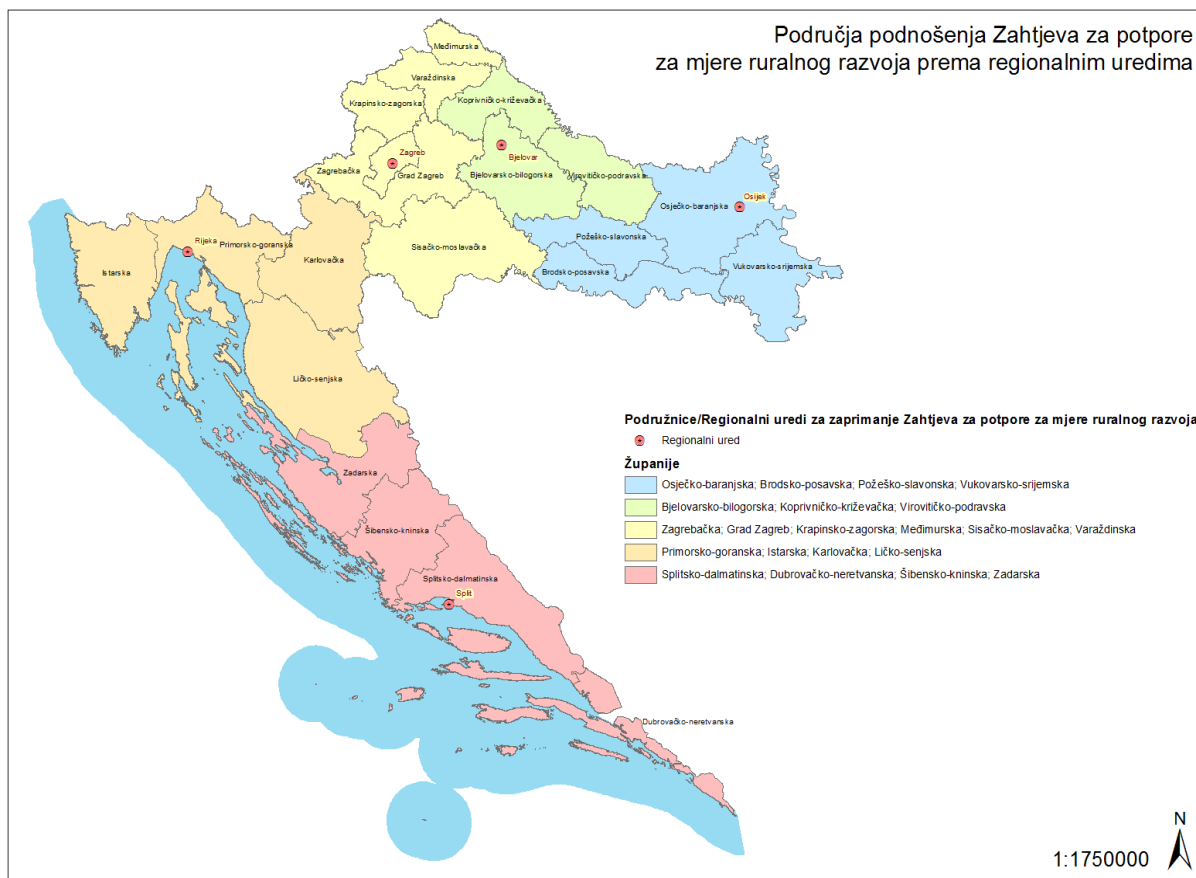 Područja podnošenja Zahtjeva za potpore
za mjere ruralnog razvoja prema regionalnim uredima
Međimurska
Varaždinska
Krapinsko-zagorska
Koprivničko-križevačka
Zagreb
Bjelovar
Zagrebačka
Grad Zagreb
Bjelovarsko-bilogorska
Virovitičko-podravska
Osijek
Osječko-baranjska
Rijeka
Primorsko-goranska
Sisačko-moslavačka
Požeško-slavonska
Karlovačka
Istarska
Brodsko-posavska
Vukovarsko-srijemska
Ličko-senjska
Zadarska
Šibensko-kninska
Splitsko-dalmatinska
Split
Dubrovačko-neretvanska
Područnice/Regionalni uredi za zaprimanje Zahtjeva za potpore za mjere ruralnog razvoja
Regionalni ured
Županije
Osječko-baranjska; Brodsko-posavska; Požeško-slavonska; Vukovarsko-srijemska
Bjelovarsko-bilogorska; Koprivničko-križevačka; Virovitičko-podravska
Zagrebačka; Grad Zagreb; Krapinsko-zagorska; Međimurska; Sisačko-moslavačka; Varaždinska
Primorsko-goranska; Istarska; Karlovačka; Ličko-senjska
Splitsko-dalmatinska; Dubrovačko-neretvanska; Šibensko-kninska; Zadarska
N
1:1750000